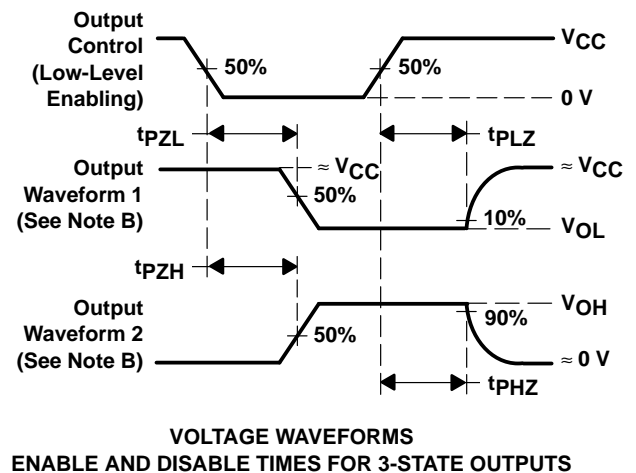 Output
Control
(Low-Level
Enabling)
50%
50%
VCC
0 V
tPZL
tPLZ
Output
Waveform 1
(See Note B)
≈ VCC
50%
≈ VCC
10%
VOL
tPZH
Output
Waveform 2
(See Note B)
50%
VOH
90%
≈ 0 V
tPHZ
VOLTAGE WAVEFORMS
ENABLE AND DISABLE TIMES FOR 3-STATE OUTPUTS